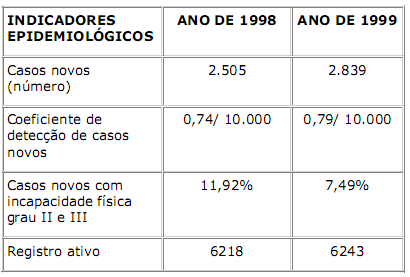 INDICADORES EPIDEMIOLÓGICOS ANO DE 1998 ANO DE 1999
Casos novos (número) 2.505 2.839
Coeficiente de detecção de casos novos 0,74/ 10.000 0,79/ 10.000
Casos novos com incapacidade física grau II e III 11,92% 7,49%
Registro ativo 6218 6243